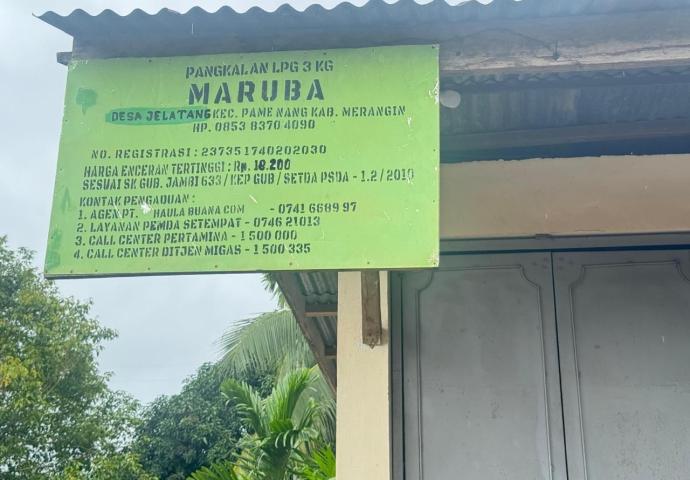 PANGKALAN LPG 3 KG
MARUBA
DESA JELATANG KEC. PAME NANG KAB. MERANGIN
HP. 0853 8370 4090
NO. REGISTRASI : 237351740202030
HARGA ENCERAN TERTINGGI : Rp. 18.200
SESUAI SK GUB. JAMBI 633 / KEP GUB / SETDA PSDA - 1.2 / 2010
KONTAK PENGADUAN :
1. AGEN PT. HAULA BUANA COM - 0741 6689 97
2. LAYANAN PEMDA SETEMPAT - 0746 21013
3. CALL CENTER PERTAMINA - 1 500 000
4. CALL CENTER DITJEN MIGAS - 1 500 335